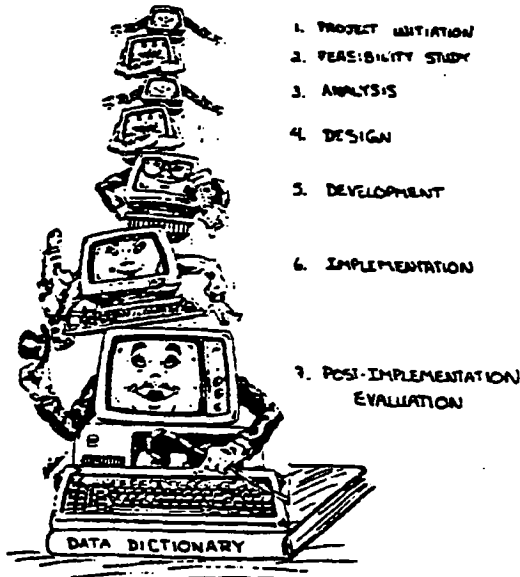 1. PROJECT INITIATION
2. FEASIBILITY STUDY
3. ANALYSIS
4. DESIGN
5. DEVELOPMENT
6. IMPLEMENTATION
7. POST-IMPLEMENTATION
EVALUATION
DATA DICTIONARY